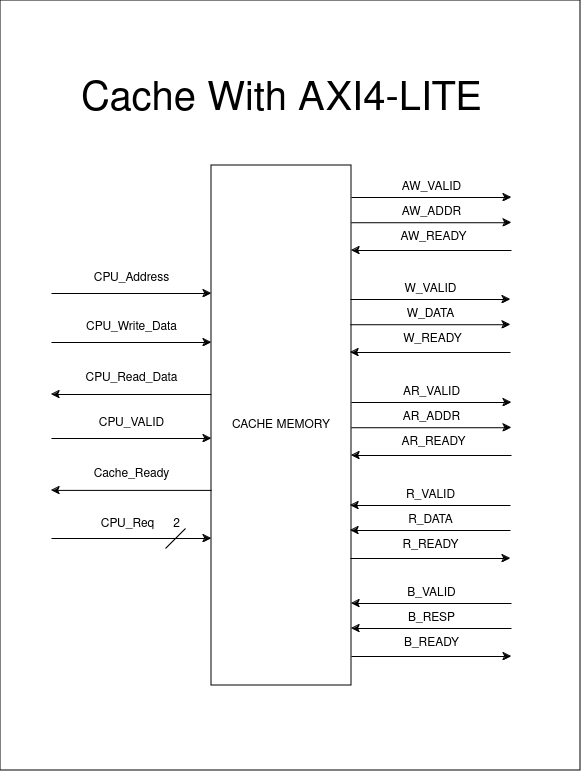 Cache With AXI4-LITE
CPU_Address
CPU_Write_Data
CPU_Read_Data
CPU_VALID
Cache_Ready
CPU_Req 2
CACHE MEMORY
AW_VALID
AW_ADDR
AW_READY
W_VALID
W_DATA
W_READY
AR_VALID
AR_ADDR
AR_READY
R_VALID
R_DATA
R_READY
B_VALID
B_RESP
B_READY